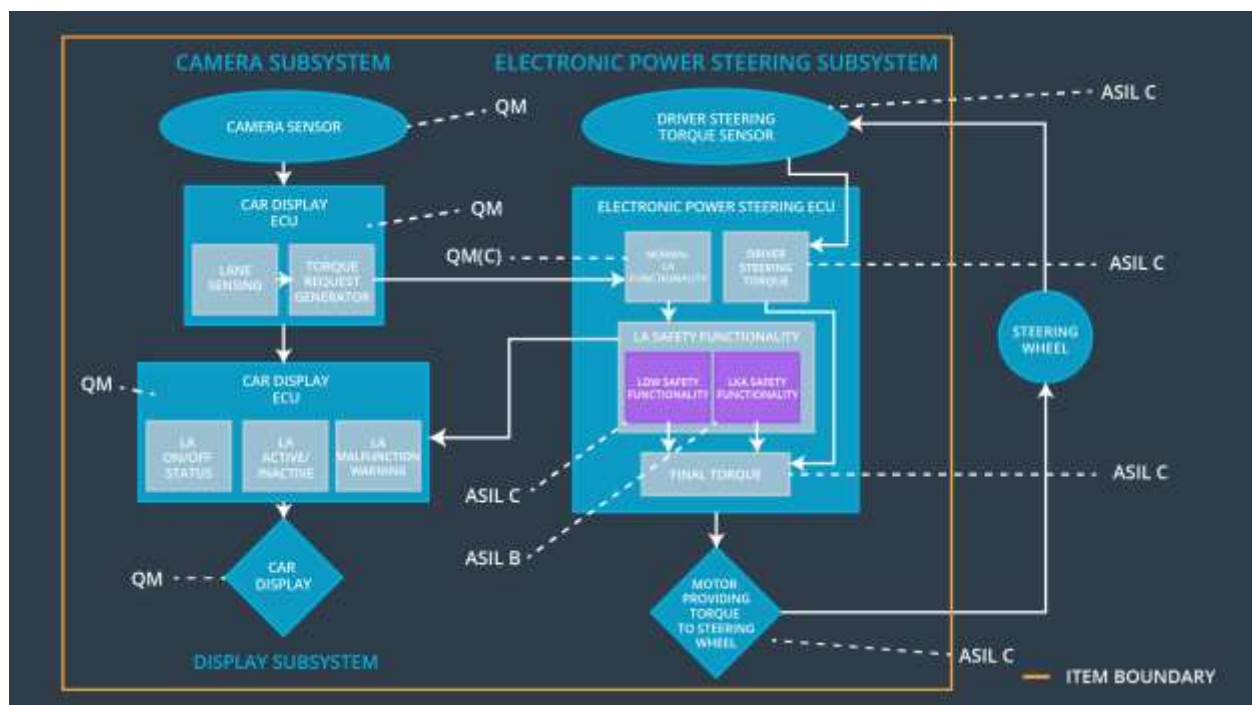 CAMERA SUBSYSTEM
ELECTRONIC POWER STEERING SUBSYSTEM
ASIL C
QM
CAMERA SENSOR
DRIVER STEERING
TORQUE SENSOR
CAR DISPLAY
ECU
QM
ELECTRONIC POWER STEERING ECU
QM(C)
LANE
SENSING
TORQUE
REQUEST
GENERATOR
NORMAL
LA
FUNCTIONALITY
DRIVER
STEERING
TORQUE
ASIL C
LA SAFETY FUNCTIONALITY
STEERING
WHEEL
QM
CAR DISPLAY
ECU
LDW SAFETY
FUNCTIONALITY
LKA SAFETY
FUNCTIONALITY
LA
ON/OFF
STATUS
LA
ACTIVE/
INACTIVE
LA
MALFUNCTION
WARNING
FINAL TORQUE
ASIL C
ASIL C
ASIL B
QM
CAR
DISPLAY
MOTOR
PROVIDING
TORQUE
TO STEERING
WHEEL
DISPLAY SUBSYSTEM
ASIL C
ITEM BOUNDARY